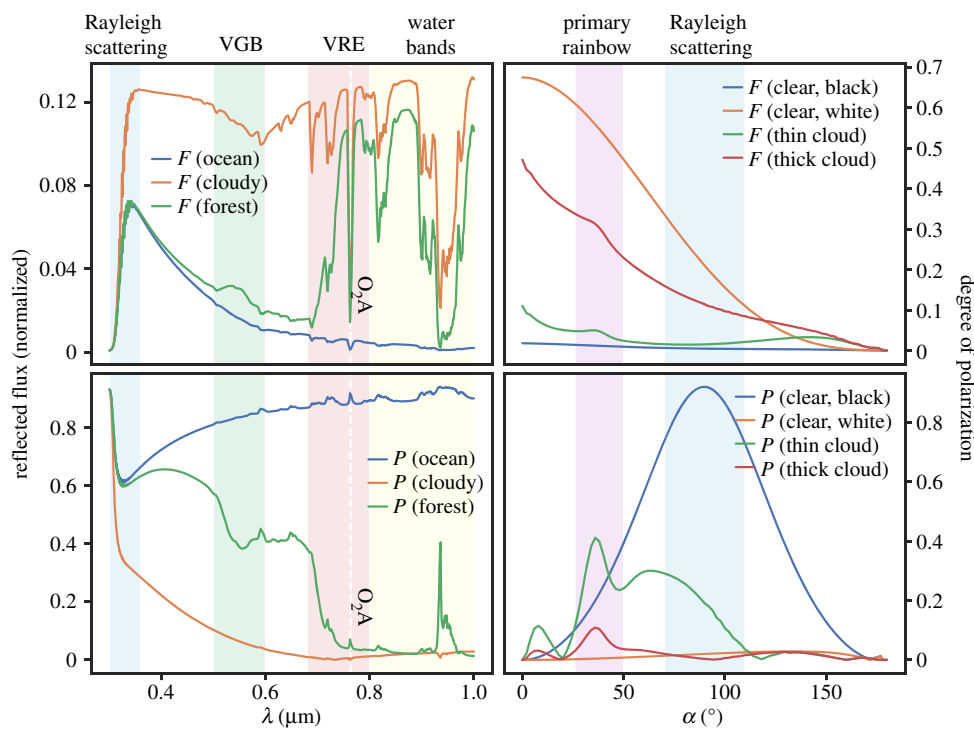 Rayleigh scattering
VGB
VRE
water bands
primary rainbow
Rayleigh scattering
reflected flux (normalized)
0.12
0.08
0.04
0
F (ocean)
F (cloudy)
F (forest)
O2A
F (clear, black)
F (clear, white)
F (thin cloud)
F (thick cloud)
0.7
0.6
0.5
0.4
0.3
0.2
0.1
0
degree of polarization
0.8
0.6
0.4
0.2
0
P (ocean)
P (cloudy)
P (forest)
O2A
0.4
0.6
0.8
1.0
λ (μm)
P (clear, black)
P (clear, white)
P (thin cloud)
P (thick cloud)
0.8
0.6
0.4
0.2
0
0
50
100
150
α (°)